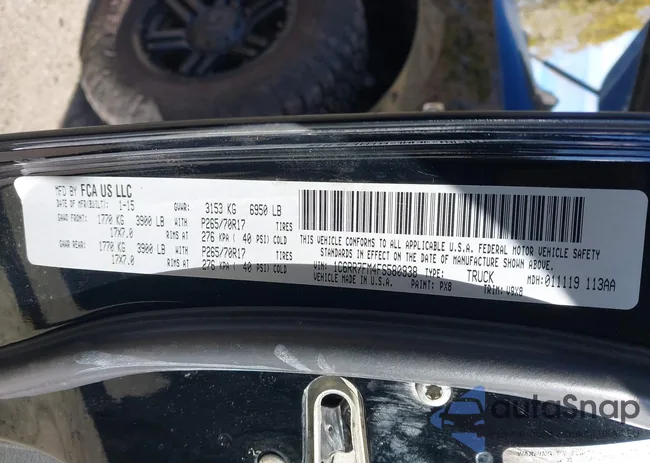 MFD BY FCA US LLC
DATE OF MFR(BUILT): 1-15 GVWR: 3153 KG 6950 LB
GAWR FRONT: 1770 KG 3900 LB WITH P265/70R17 TIRES
17X7.0 276 KPA ( 40 PSI) COLD
GAWR REAR: 1770 KG 3900 LB WITH P265/70R17 TIRES
17X7.0 276 KPA ( 40 PSI) COLD
THIS VEHICLE CONFORMS TO ALL APPLICABLE U.S.A. FEDERAL MOTOR VEHICLE SAFETY
STANDARDS IN EFFECT ON THE DATE OF MANUFACTURE SHOWN ABOVE.
VIN: 1C6RR7FM4FS580938 TYPE: TRUCK MDH: 011119 113AA
VEHICLE MADE IN U.S.A. PAINT: PX8 TRIM: V9X8
autoSnap